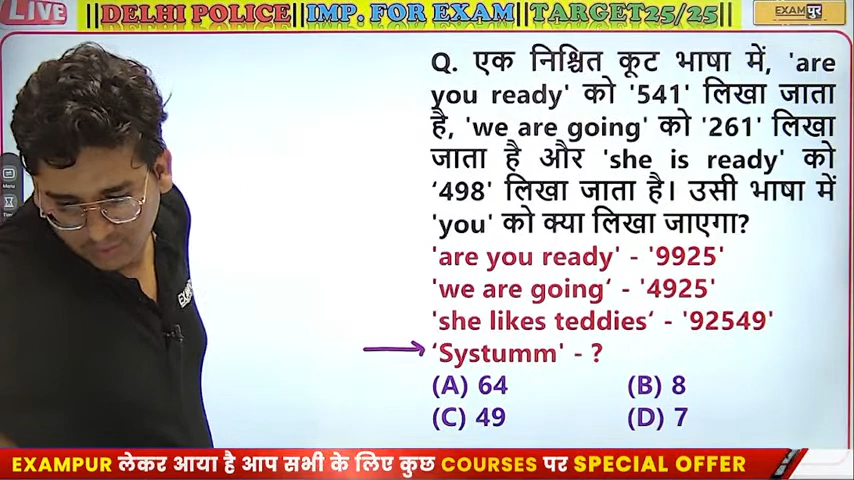 LIVE
||DELHI POLICE||IMP. FOR EXAM||TARGET25/25||
EXAMपुर
Q. एक निश्चित कूट भाषा में, 'are
you ready' को '541' लिखा जाता
है, 'we are going' को '261' लिखा
जाता है और 'she is ready' को
‘498' लिखा जाता है। उसी भाषा में
'you' को क्या लिखा जाएगा?
'are you ready' - '9925'
'we are going‘ - '4925'
'she likes teddies‘ - '92549'
‘Systumm' - ?
(A) 64
(B) 8
(C) 49
(D) 7
Menu
EXAMPUR लेकर आया है आप सभी के लिए कुछ COURSES पर SPECIAL OFFER